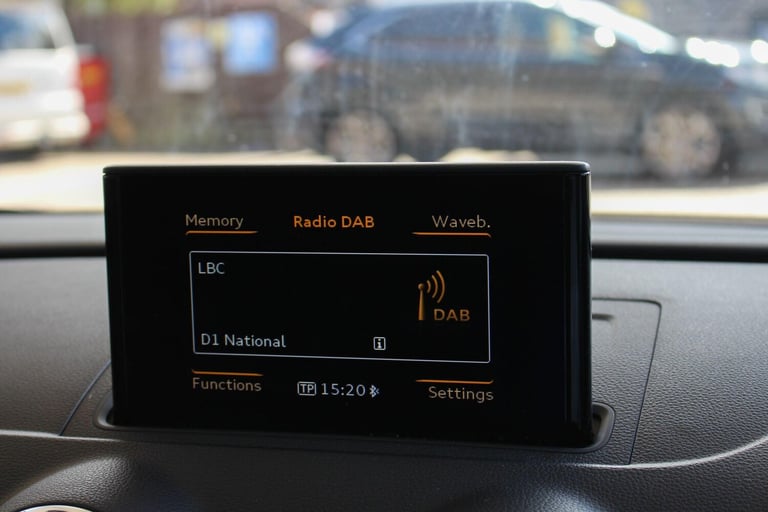 Memory Radio DAB Waveb.
LBC
DAB
D1 National i
Functions TP 15:20 Settings